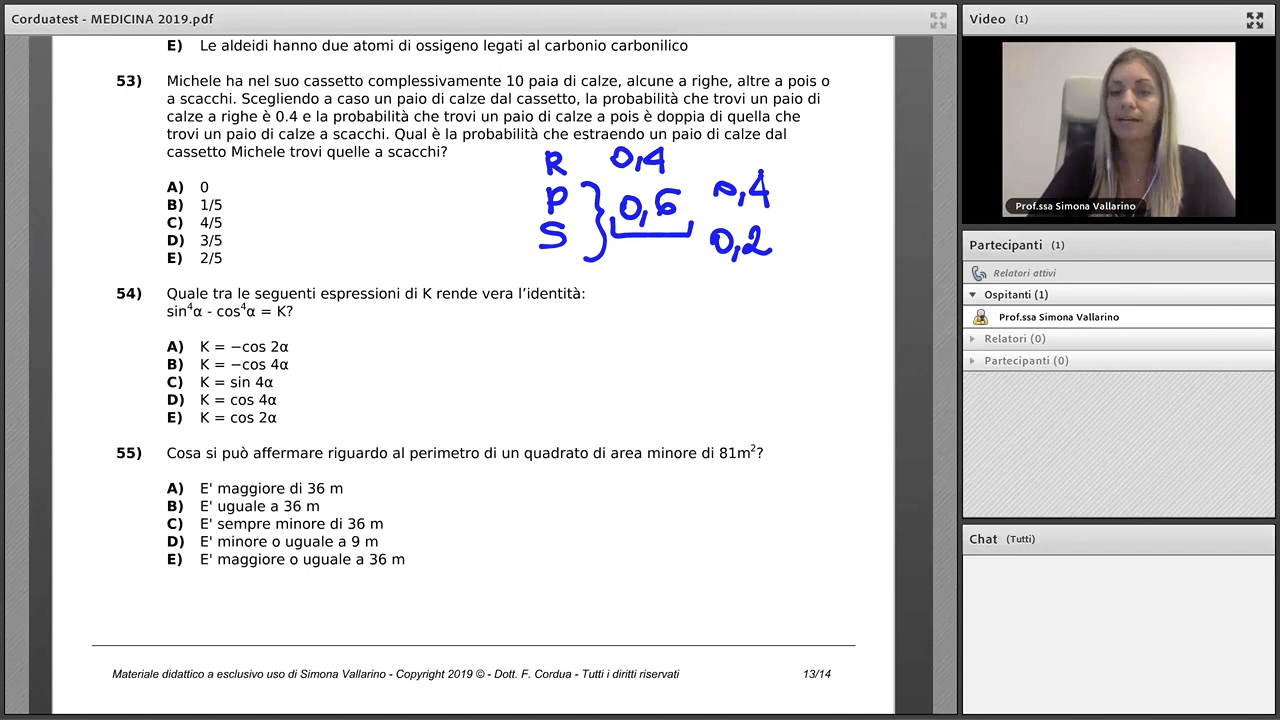 Corduatest - MEDICINA 2019.pdf
E) Le aldeidi hanno due atomi di ossigeno legati al carbonio carbonilico
53) Michele ha nel suo cassetto complessivamente 10 paia di calze, alcune a righe, altre a pois o
a scacchi. Scegliendo a caso un paio di calze dal cassetto, la probabilità che trovi un paio di
calze a righe è 0.4 e la probabilità che trovi un paio di calze a pois è doppia di quella che
trovi un paio di calze a scacchi. Qual è la probabilità che estraendo un paio di calze dal
cassetto Michele trovi quelle a scacchi?
R 0,4
P 0,6 0,4
S 0,2
A) 0
B) 1/5
C) 4/5
D) 3/5
E) 2/5
54) Quale tra le seguenti espressioni di K rende vera l'identità:
sin⁴α - cos⁴α = K?
A) K = −cos 2α
B) K = −cos 4α
C) K = sin 4α
D) K = cos 4α
E) K = cos 2α
55) Cosa si può affermare riguardo al perimetro di un quadrato di area minore di 81m²?
A) E' maggiore di 36 m
B) E' uguale a 36 m
C) E' sempre minore di 36 m
D) E' minore o uguale a 9 m
E) E' maggiore o uguale a 36 m
Materiale didattico a esclusivo uso di Simona Vallarino - Copyright 2019 © - Dott. F. Cordua - Tutti i diritti riservati 13/14
Video (1)
Prof.ssa Simona Vallarino
Partecipanti (1)
Relatori attivi
Ospitanti (1)
Prof.ssa Simona Vallarino
Relatori (0)
Partecipanti (0)
Chat (Tutti)